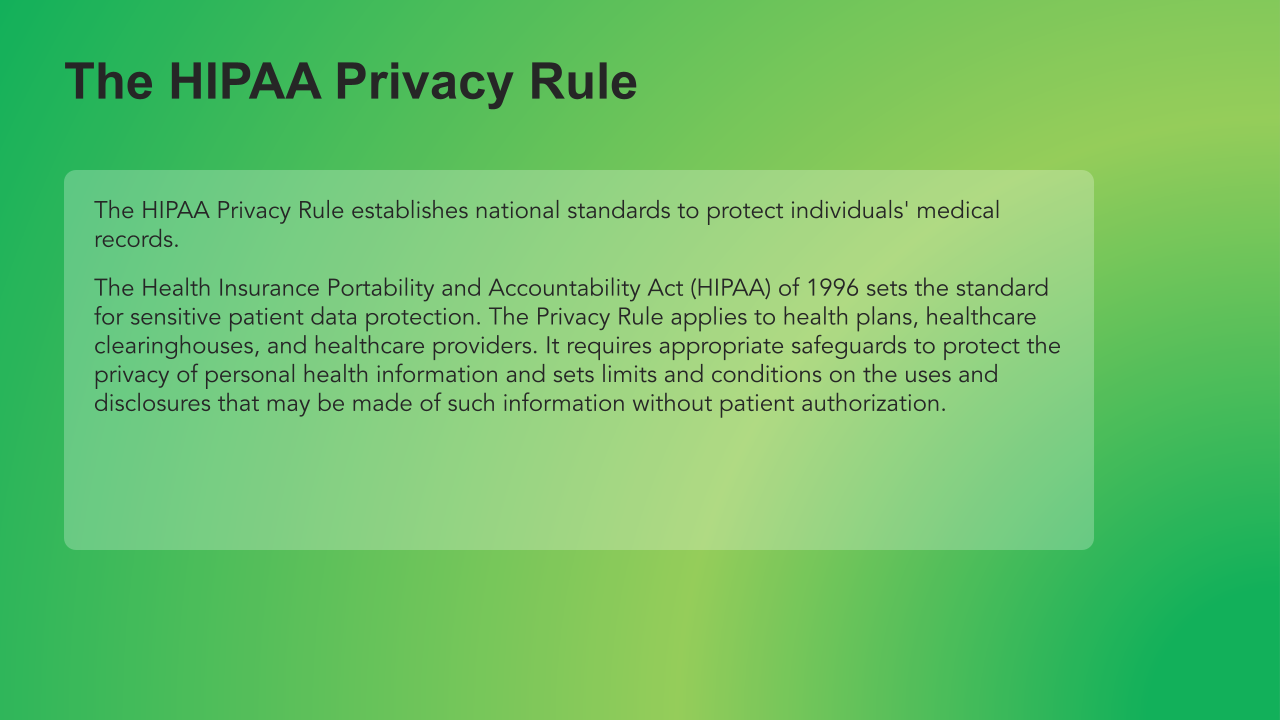 The HIPAA Privacy Rule
The HIPAA Privacy Rule establishes national standards to protect individuals' medical
records.
The Health Insurance Portability and Accountability Act (HIPAA) of 1996 sets the standard
for sensitive patient data protection. The Privacy Rule applies to health plans, healthcare
clearinghouses, and healthcare providers. It requires appropriate safeguards to protect the
privacy of personal health information and sets limits and conditions on the uses and
disclosures that may be made of such information without patient authorization.